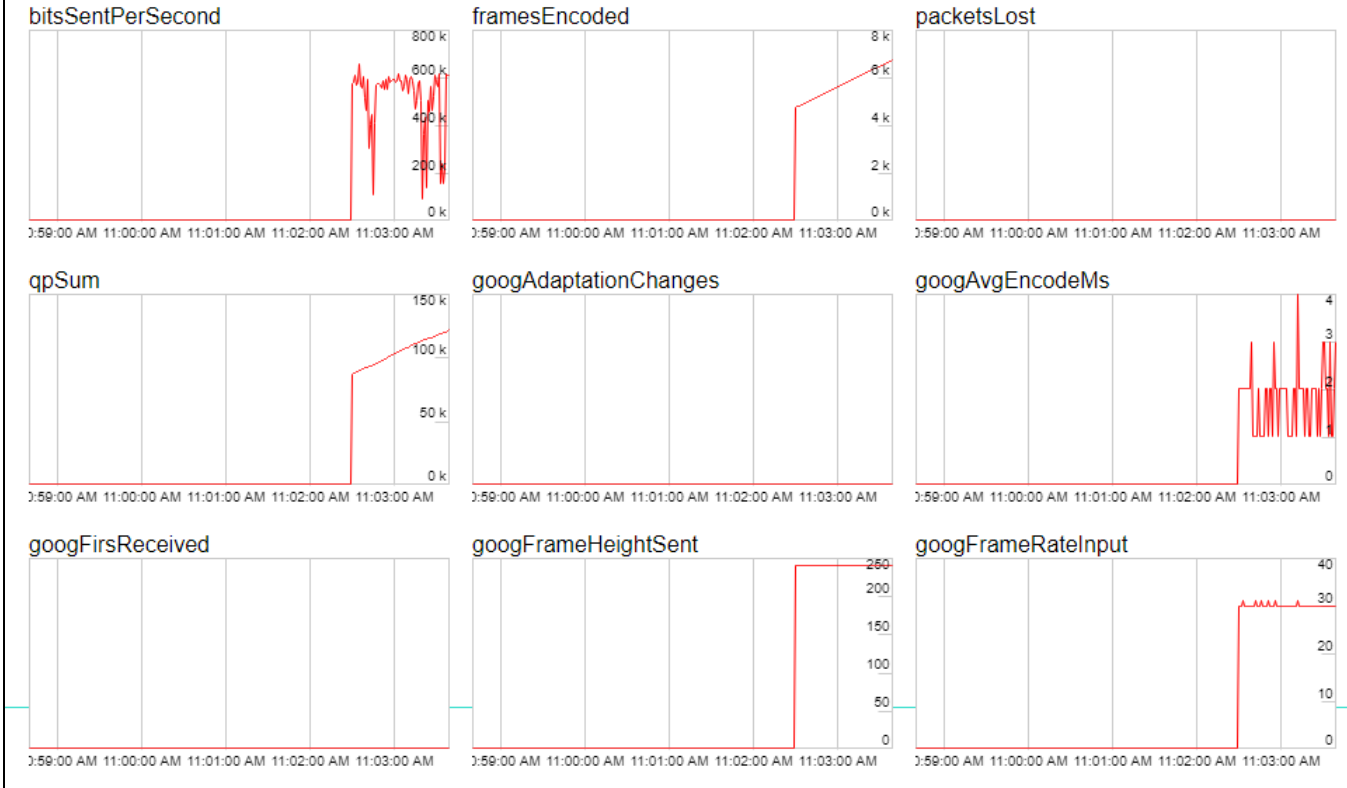 bitsSentPerSecond
800 k
600 k
400 k
200 k
0 k
0:59:00 AM 11:00:00 AM 11:01:00 AM 11:02:00 AM 11:03:00 AM
framesEncoded
8 k
6 k
4 k
2 k
0 k
0:59:00 AM 11:00:00 AM 11:01:00 AM 11:02:00 AM 11:03:00 AM
packetsLost
0:59:00 AM 11:00:00 AM 11:01:00 AM 11:02:00 AM 11:03:00 AM
qpSum
150 k
100 k
50 k
0 k
0:59:00 AM 11:00:00 AM 11:01:00 AM 11:02:00 AM 11:03:00 AM
googAdaptationChanges
0:59:00 AM 11:00:00 AM 11:01:00 AM 11:02:00 AM 11:03:00 AM
googAvgEncodeMs
4
3
2
1
0
0:59:00 AM 11:00:00 AM 11:01:00 AM 11:02:00 AM 11:03:00 AM
googFirsReceived
0:59:00 AM 11:00:00 AM 11:01:00 AM 11:02:00 AM 11:03:00 AM
googFrameHeightSent
250
200
150
100
50
0
0:59:00 AM 11:00:00 AM 11:01:00 AM 11:02:00 AM 11:03:00 AM
googFrameRateInput
40
30
20
10
0
0:59:00 AM 11:00:00 AM 11:01:00 AM 11:02:00 AM 11:03:00 AM